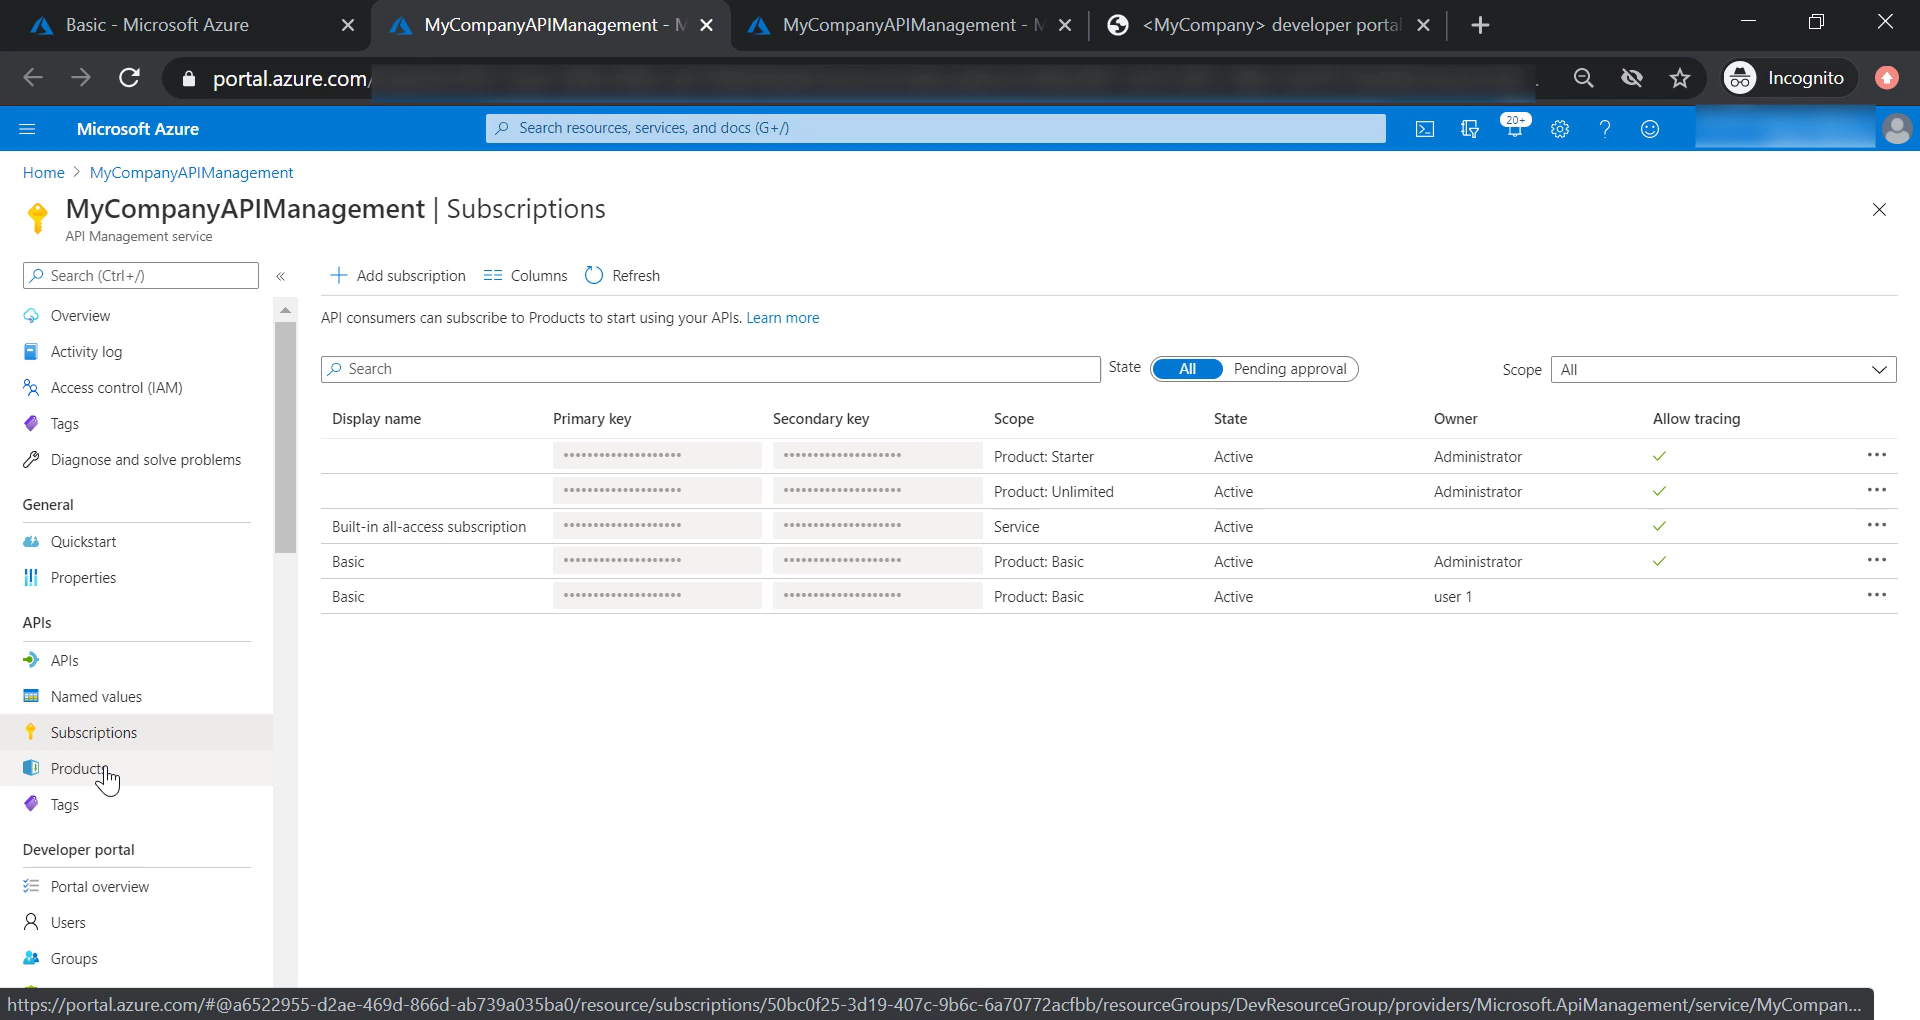 Basic - Microsoft Azure
MyCompanyAPIManagement - M
MyCompanyAPIManagement - M
<MyCompany> developer portal
portal.azure.com/
Incognito
Microsoft Azure
Search resources, services, and docs (G+/)
20+
Home > MyCompanyAPIManagement
MyCompanyAPIManagement | Subscriptions
API Management service
Search (Ctrl+/)
«
Overview
Activity log
Access control (IAM)
Tags
Diagnose and solve problems
General
Quickstart
Properties
APIs
APIs
Named values
Subscriptions
Products
Tags
Developer portal
Portal overview
Users
Groups
Add subscription Columns Refresh
API consumers can subscribe to Products to start using your APIs. Learn more
Search State All Pending approval Scope All
Display name Primary key Secondary key Scope State Owner Allow tracing
•••••••••••••••••••• •••••••••••••••••••• Product: Starter Active Administrator ✓ ...
•••••••••••••••••••• •••••••••••••••••••• Product: Unlimited Active Administrator ✓ ...
Built-in all-access subscription •••••••••••••••••••• •••••••••••••••••••• Service Active ✓ ...
Basic •••••••••••••••••••• •••••••••••••••••••• Product: Basic Active Administrator ✓ ...
Basic •••••••••••••••••••• •••••••••••••••••••• Product: Basic Active user 1 ...
https://portal.azure.com/#@a6522955-d2ae-469d-866d-ab739a035ba0/resource/subscriptions/50bc0f25-3d19-407c-9b6c-6a70772acfbb/resourceGroups/DevResourceGroup/providers/Microsoft.ApiManagement/service/MyCompan...